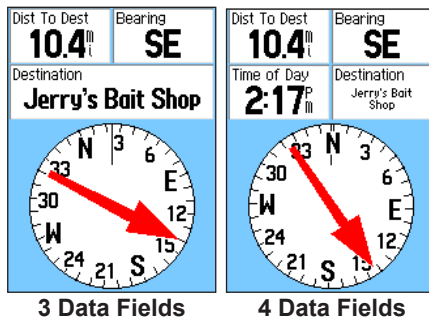 Dist To Dest Bearing
10.4mi SE
Destination
Jerry's Bait Shop
N 3 6 E 12 15 S 21 24 W 30 33
3 Data Fields
Dist To Dest Bearing
10.4mi SE
Time of Day Destination
2:17PM Jerry's Bait
Shop
N 3 6 E 12 15 S 21 24 W 30 33
4 Data Fields